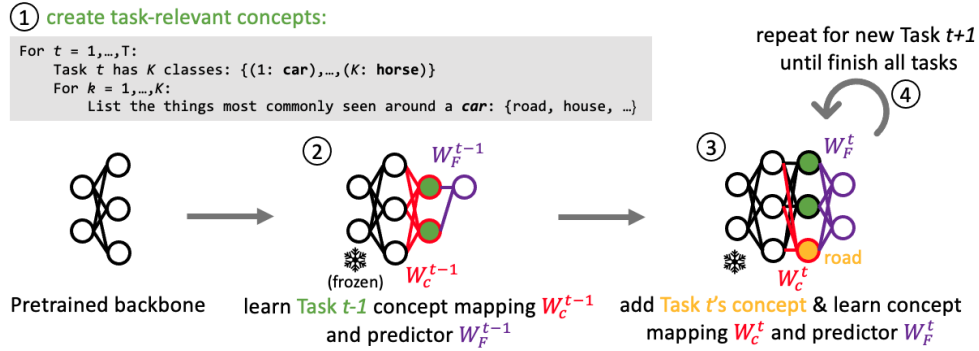 ① create task-relevant concepts:
For t = 1,…,T:
Task t has K classes: {(1: car),…,(K: horse)}
For k = 1,…,K:
List the things most commonly seen around a car: {road, house, …}
repeat for new Task t+1
until finish all tasks
④
②
W_F^{t−1}
③
W_F^t
(frozen)
W_c^{t−1}
road
W_c^t
Pretrained backbone
learn Task t-1 concept mapping W_c^{t−1}
and predictor W_F^{t−1}
add Task t's concept & learn concept
mapping W_c^t and predictor W_F^t